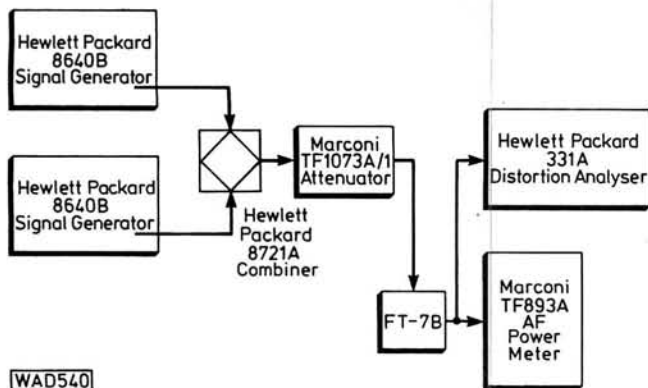 Hewlett Packard
8640B
Signal Generator
Hewlett Packard
8640B
Signal Generator
Hewlett
Packard
8721A
Combiner
Marconi
TF1073A/1
Attenuator
FT-7B
Hewlett Packard
331A
Distortion Analyser
Marconi
TF893A
AF
Power
Meter
WAD540